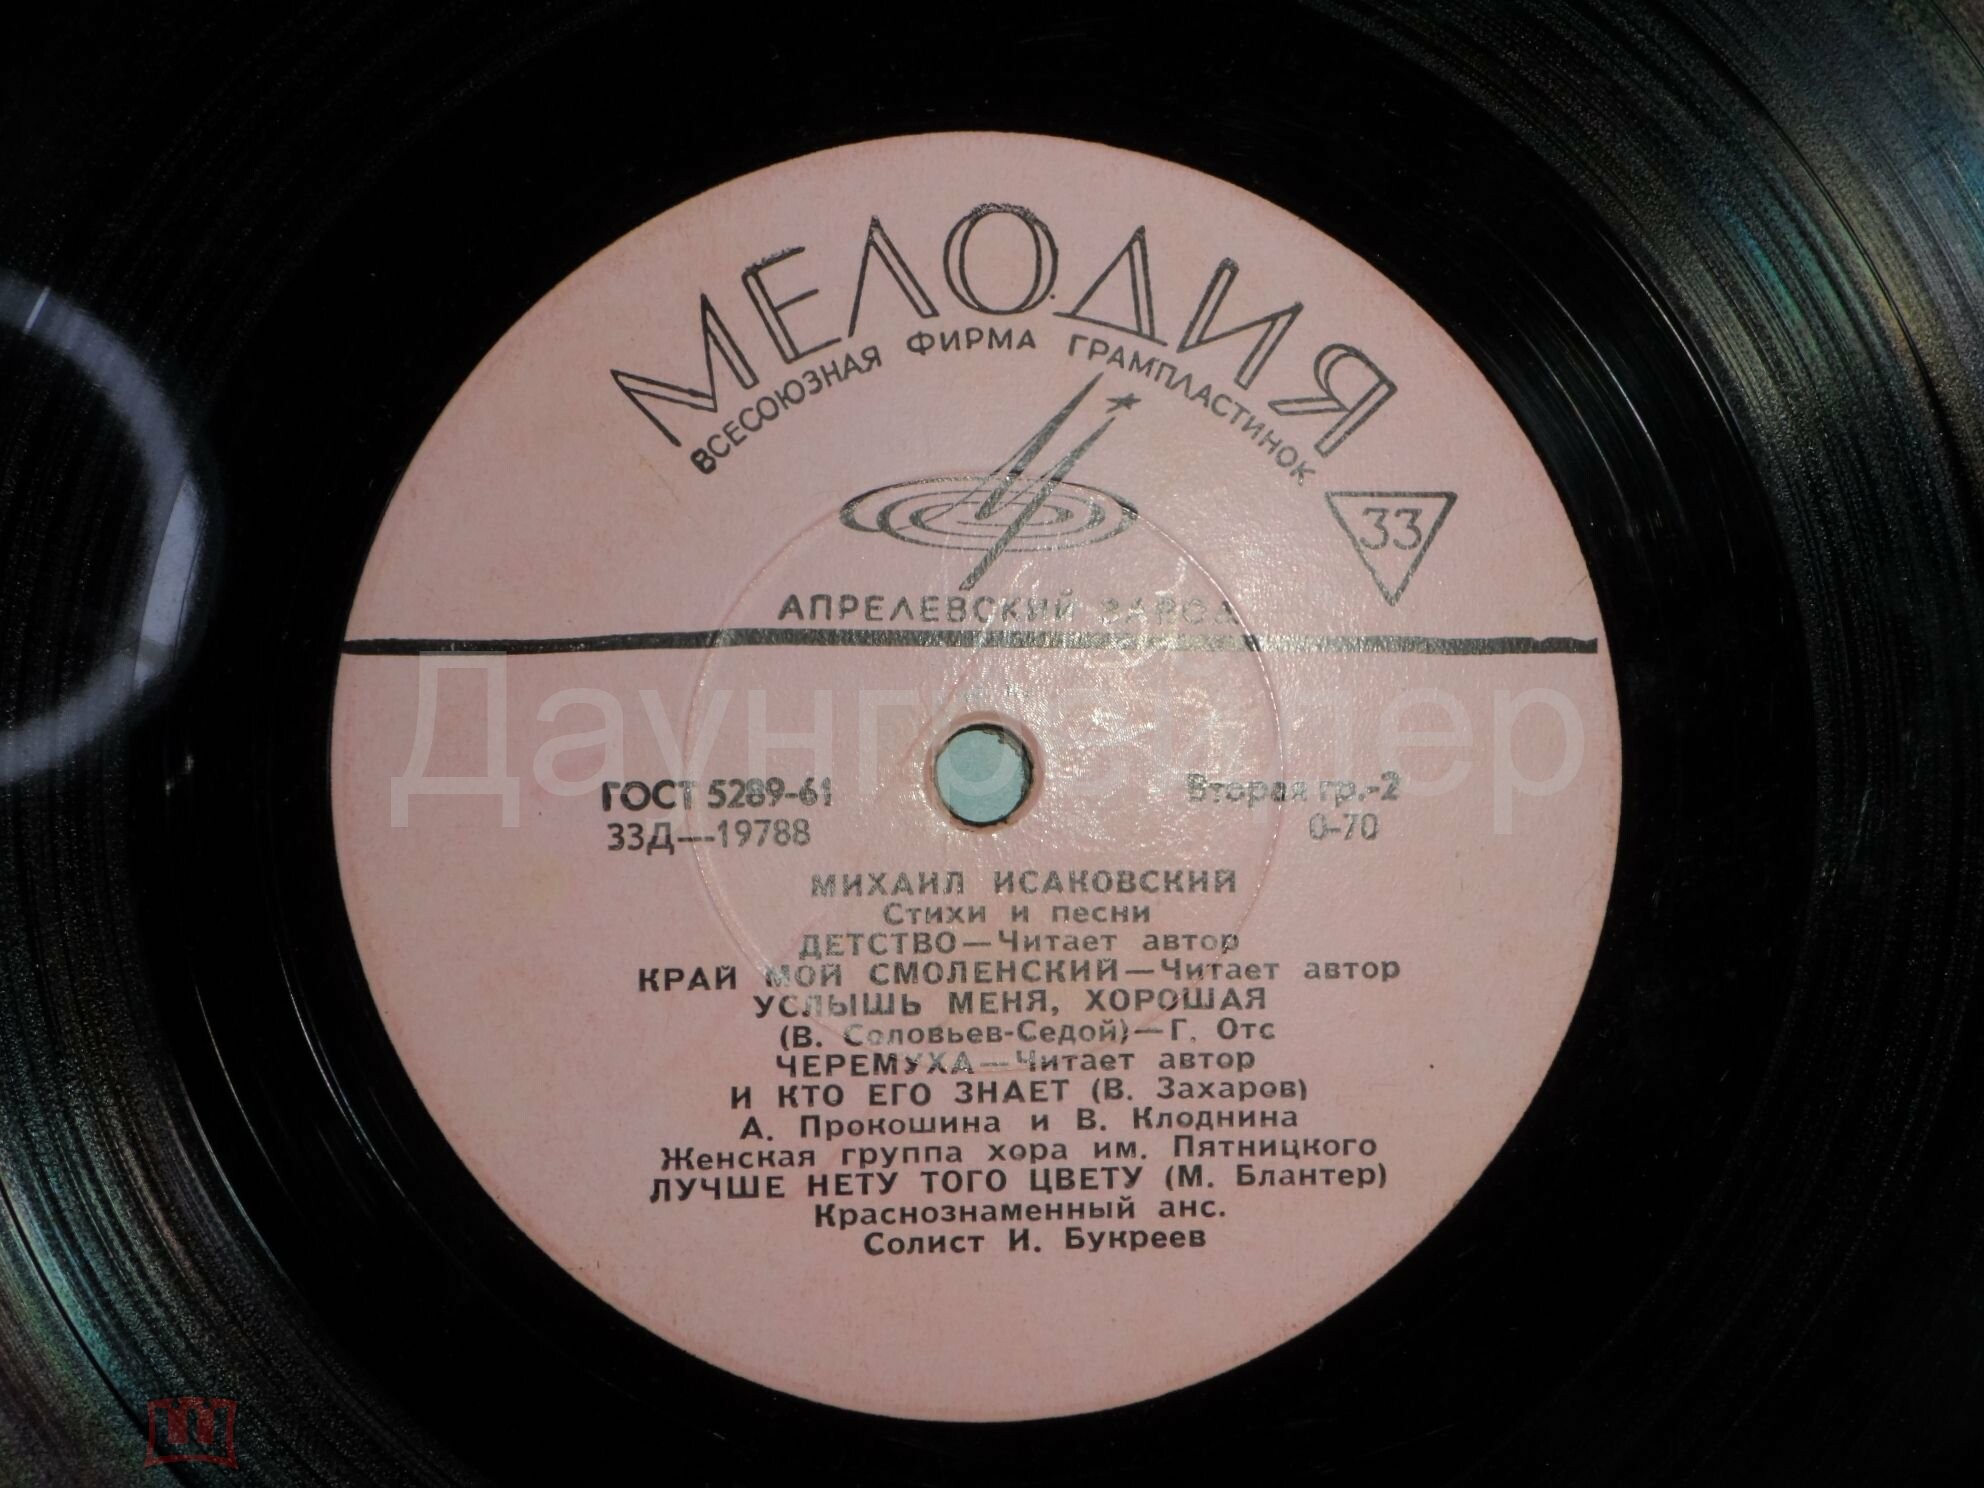 МЕЛОДИЯ
ВСЕСОЮЗНАЯ ФИРМА ГРАМПЛАСТИНОК
33
АПРЕЛЕВСКИЙ ЗАВОД
Даунгрейлер
ГОСТ 5289-61
Вторая гр.-2
33Д—19788
0-70
МИХАИЛ ИСАКОВСКИЙ
Стихи и песни
ДЕТСТВО—Читает автор
КРАЙ МОЙ СМОЛЕНСКИЙ—Читает автор
УСЛЫШЬ МЕНЯ, ХОРОШАЯ
(В. Соловьев-Седой)—Г. Отс
ЧЕРЕМУХА—Читает автор
И КТО ЕГО ЗНАЕТ (В. Захаров)
А. Прокошина и В. Клоднина
Женская группа хора им. Пятницкого
ЛУЧШЕ НЕТУ ТОГО ЦВЕТУ (М. Блантер)
Краснознаменный анс.
Солист И. Букреев